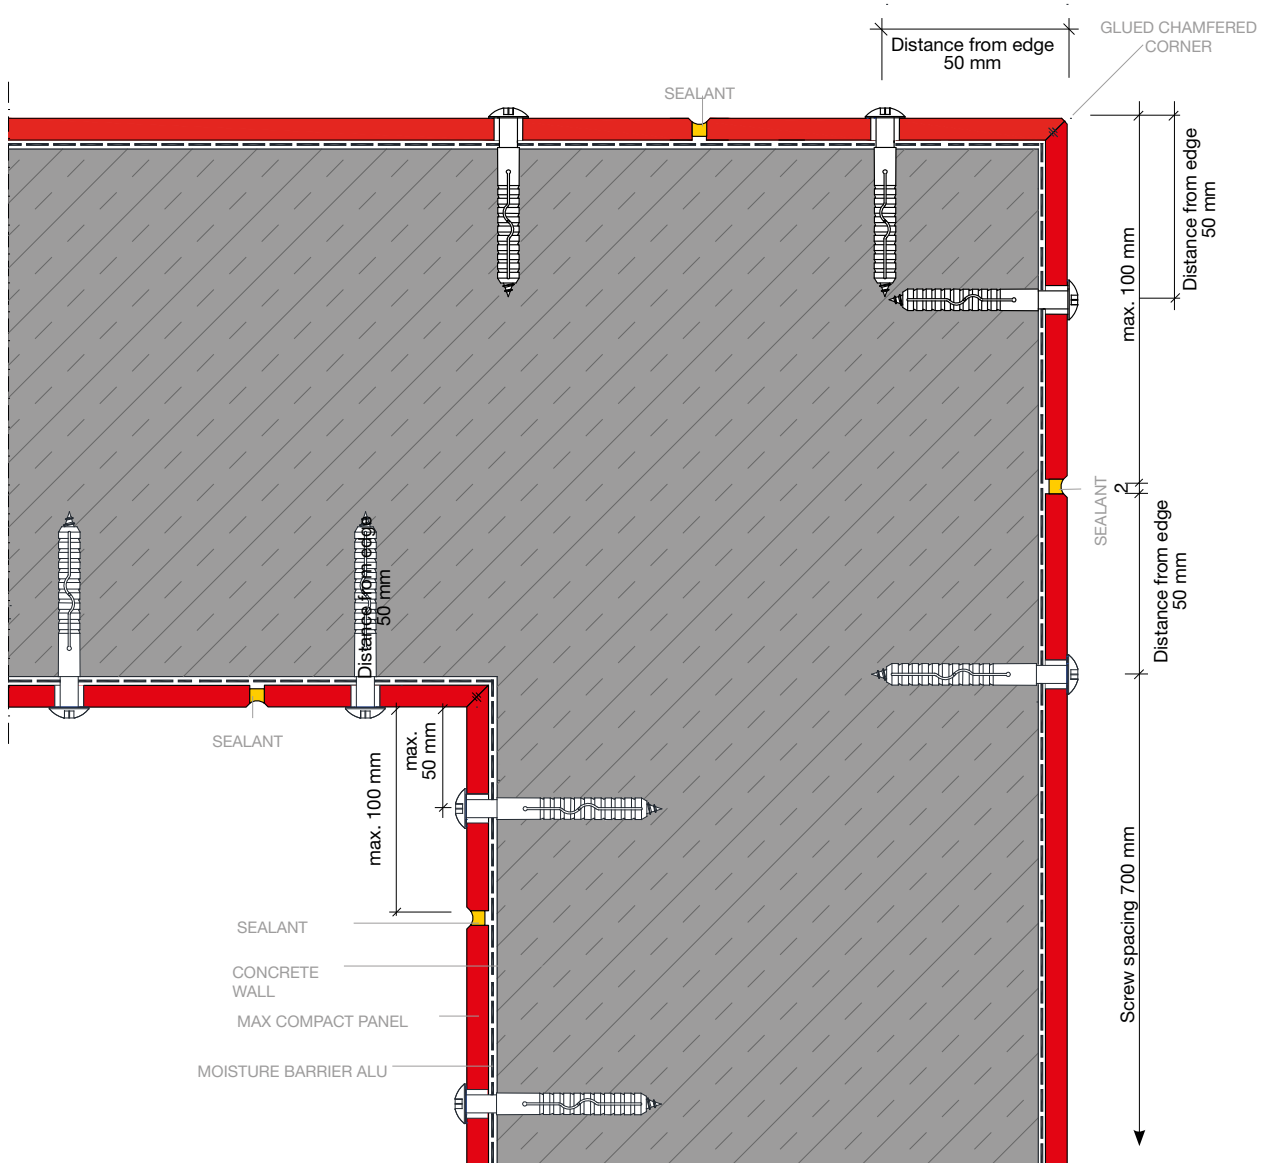 Distance from edge
50 mm
GLUED CHAMFERED
CORNER
SEALANT
Distance from edge
50 mm
max. 100 mm
SEALANT
2
Distance from edge
50 mm
Distance from edge
50 mm
SEALANT
max.
50 mm
max. 100 mm
Screw spacing 700 mm
SEALANT
CONCRETE
WALL
MAX COMPACT PANEL
MOISTURE BARRIER ALU